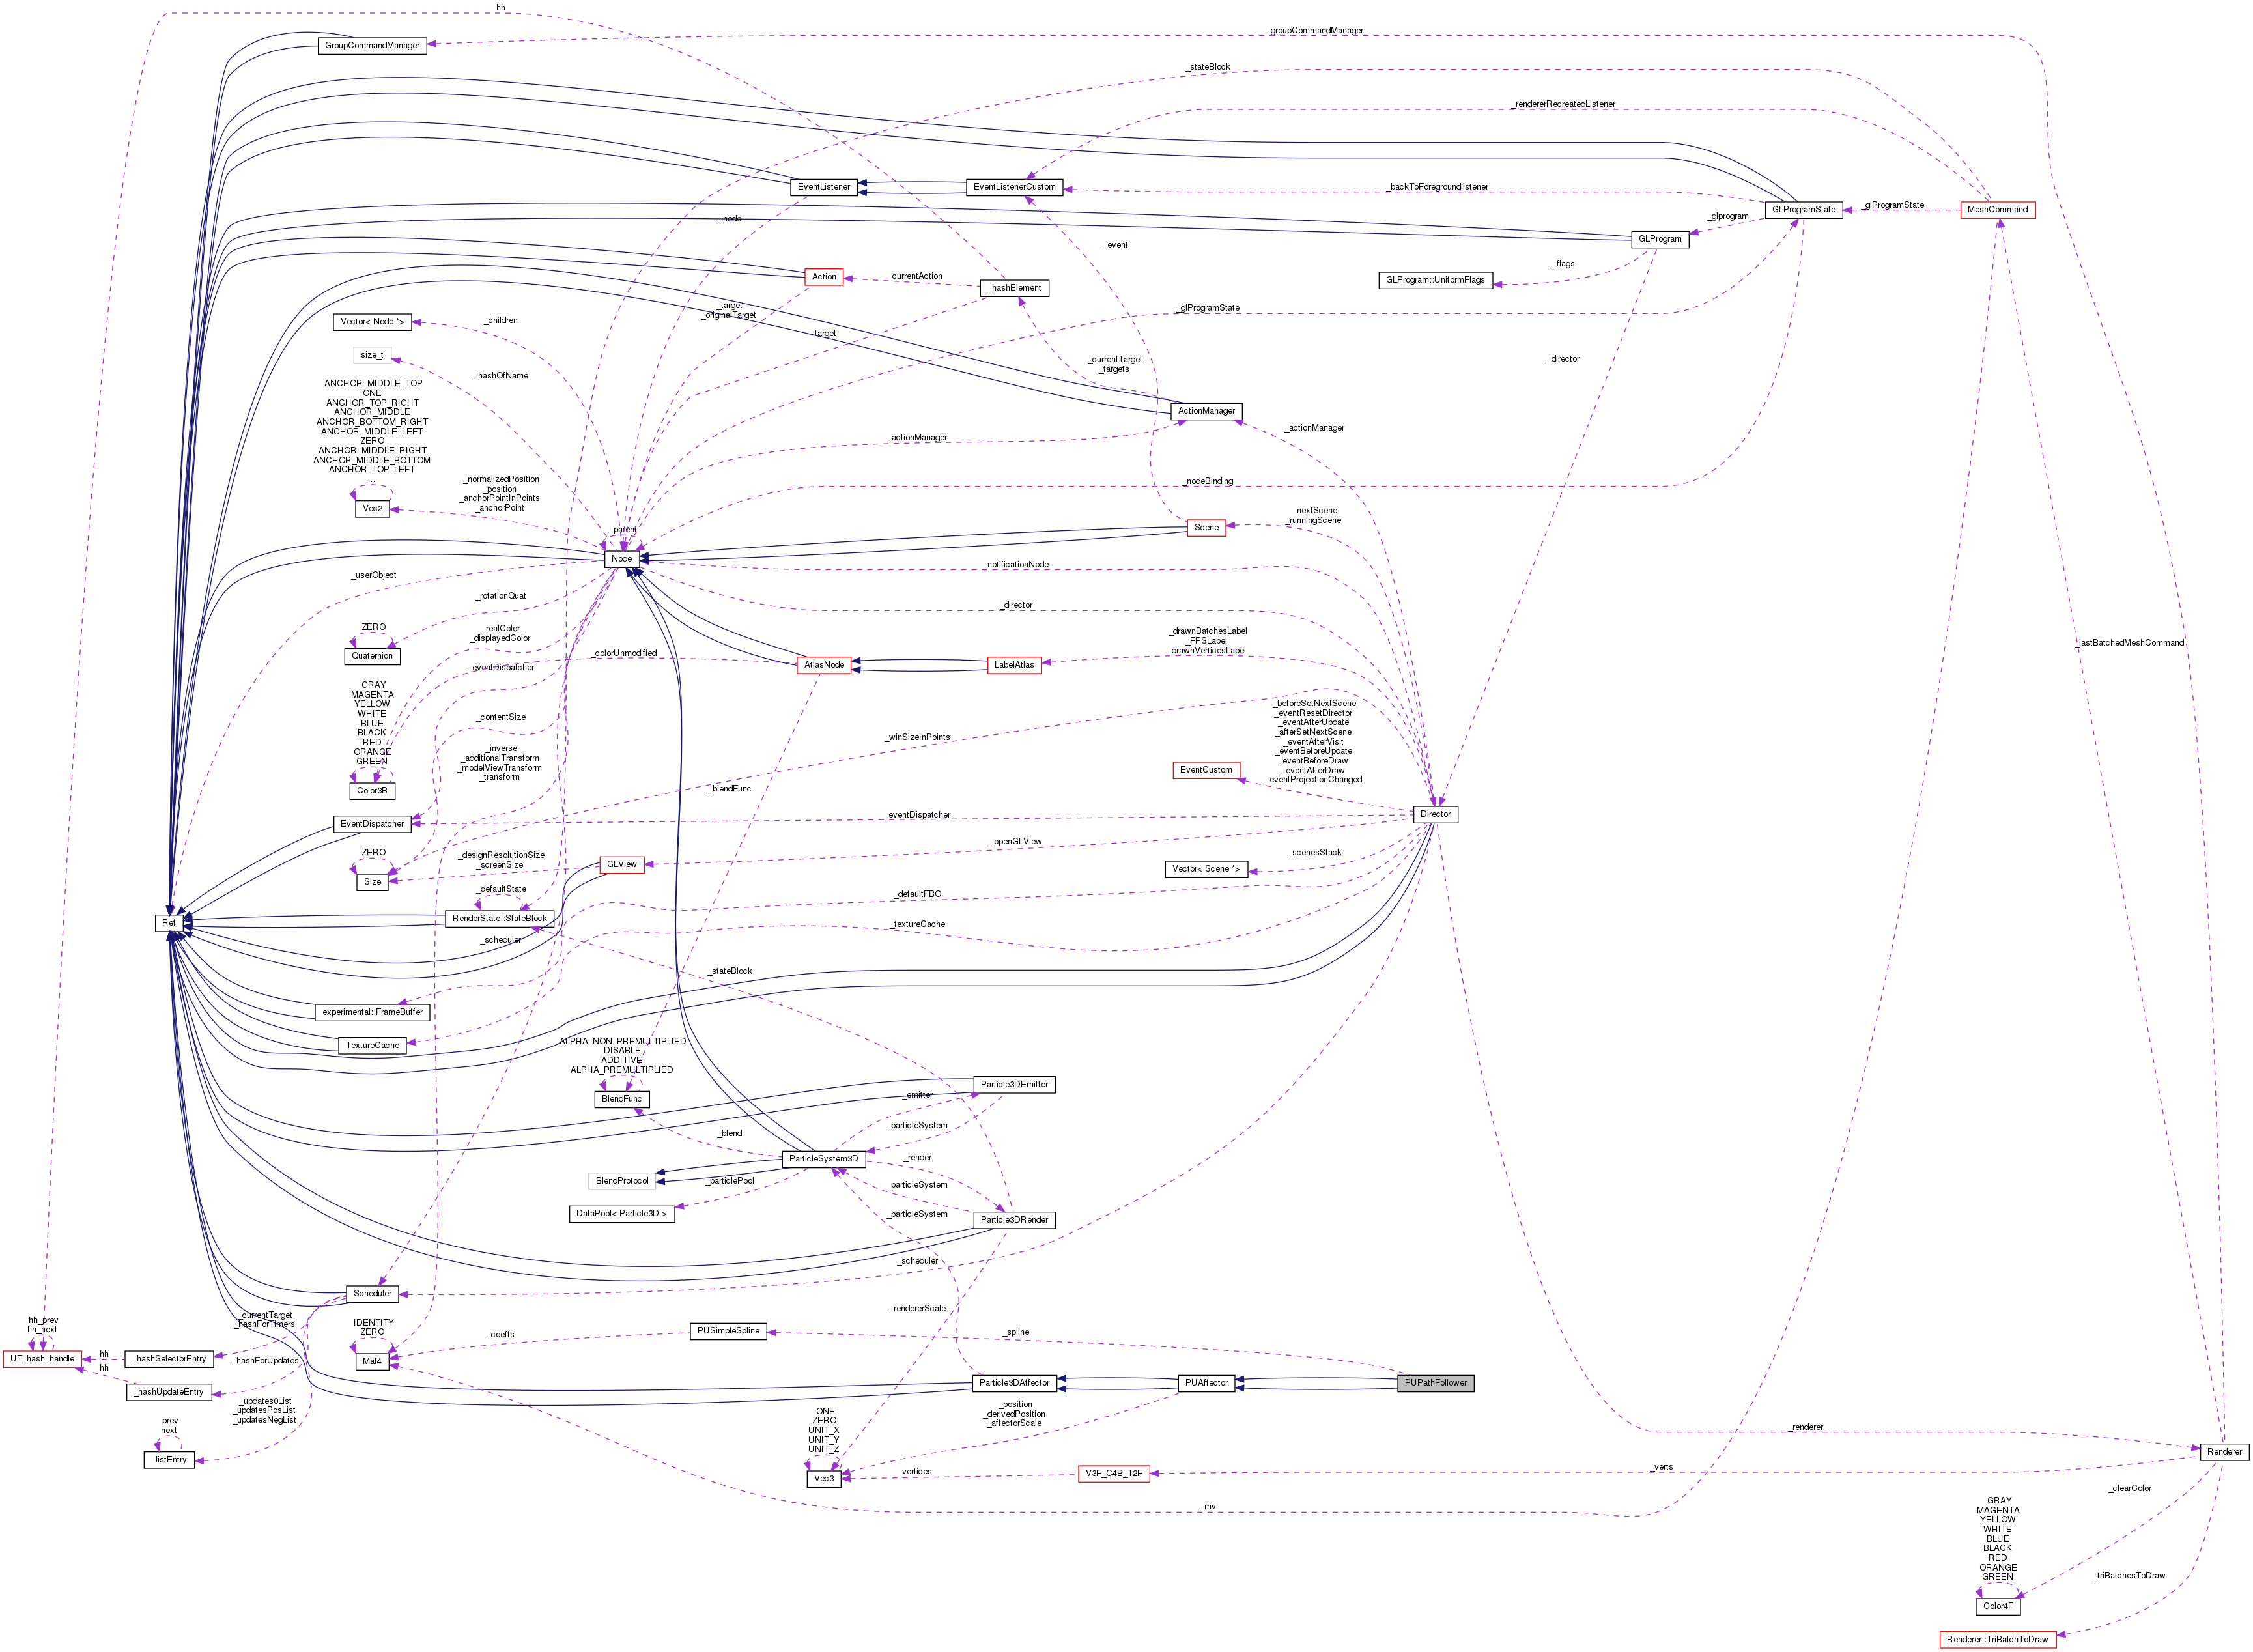 hh
_groupCommandManager
GroupCommandManager
_stateBlock
_rendererRecreatedListener
EventListener
EventListenerCustom
_backToForegroundlistener
GLProgramState
_glProgramState
MeshCommand
_node
_glprogram
GLProgram
_event
_flags
GLProgram::UniformFlags
Action
currentAction
_hashElement
_target
_originalTarget
_glProgramState
Vector< Node *>
_children
target
size_t
_hashOfName
_currentTarget
_targets
_director
ANCHOR_MIDDLE_TOP
ONE
ANCHOR_TOP_RIGHT
ANCHOR_MIDDLE
ANCHOR_BOTTOM_RIGHT
ANCHOR_MIDDLE_LEFT
ZERO
ANCHOR_MIDDLE_RIGHT
ANCHOR_MIDDLE_BOTTOM
ANCHOR_TOP_LEFT
...
Vec2
ActionManager
_actionManager
_actionManager
_normalizedPosition
_position
_anchorPointInPoints
_anchorPoint
_nodeBinding
_parent
Node
Scene
_nextScene
_runningScene
_notificationNode
_userObject
_rotationQuat
_director
ZERO
Quaternion
_realColor
_displayedColor
_eventDispatcher
_colorUnmodified
AtlasNode
LabelAtlas
_drawnBatchesLabel
_FPSLabel
_drawnVerticesLabel
_lastBatchedMeshCommand
GRAY
MAGENTA
YELLOW
WHITE
BLUE
BLACK
RED
ORANGE
GREEN
Color3B
_contentSize
_winSizeInPoints
_inverse
_additionalTransform
_modelViewTransform
_transform
_blendFunc
EventCustom
_beforeSetNextScene
_eventResetDirector
_eventAfterUpdate
_afterSetNextScene
_eventAfterVisit
_eventBeforeUpdate
_eventBeforeDraw
_eventAfterDraw
_eventProjectionChanged
Director
EventDispatcher
_eventDispatcher
_openGLView
ZERO
Size
_designResolutionSize
_screenSize
GLView
Vector< Scene *>
_scenesStack
_defaultState
_defaultFBO
RenderState::StateBlock
Ref
_scheduler
_textureCache
_stateBlock
experimental::FrameBuffer
TextureCache
ALPHA_NON_PREMULTIPLIED
DISABLE
ADDITIVE
ALPHA_PREMULTIPLIED
BlendFunc
Particle3DEmitter
_emitter
_particleSystem
_blend
ParticleSystem3D
_render
BlendProtocol
_particlePool
_particleSystem
DataPool< Particle3D >
_particleSystem
Particle3DRender
_scheduler
Scheduler
_rendererScale
_currentTarget
_hashForTimers
hh_prev
hh_next
UT_hash_handle
hh
_hashSelectorEntry
hh
_hashUpdateEntry
_hashForUpdates
IDENTITY
ZERO
Mat4
_coeffs
PUSimpleSpline
_spline
Particle3DAffector
PUAffector
PUPathFollower
_updates0List
_updatesPosList
_updatesNegList
prev
next
_listEntry
ONE
ZERO
UNIT_X
UNIT_Y
UNIT_Z
Vec3
_position
_derivedPosition
_affectorScale
_renderer
Renderer
vertices
V3F_C4B_T2F
_verts
_mv
_clearColor
GRAY
MAGENTA
YELLOW
WHITE
BLUE
BLACK
RED
ORANGE
GREEN
Color4F
_triBatchesToDraw
Renderer::TriBatchToDraw